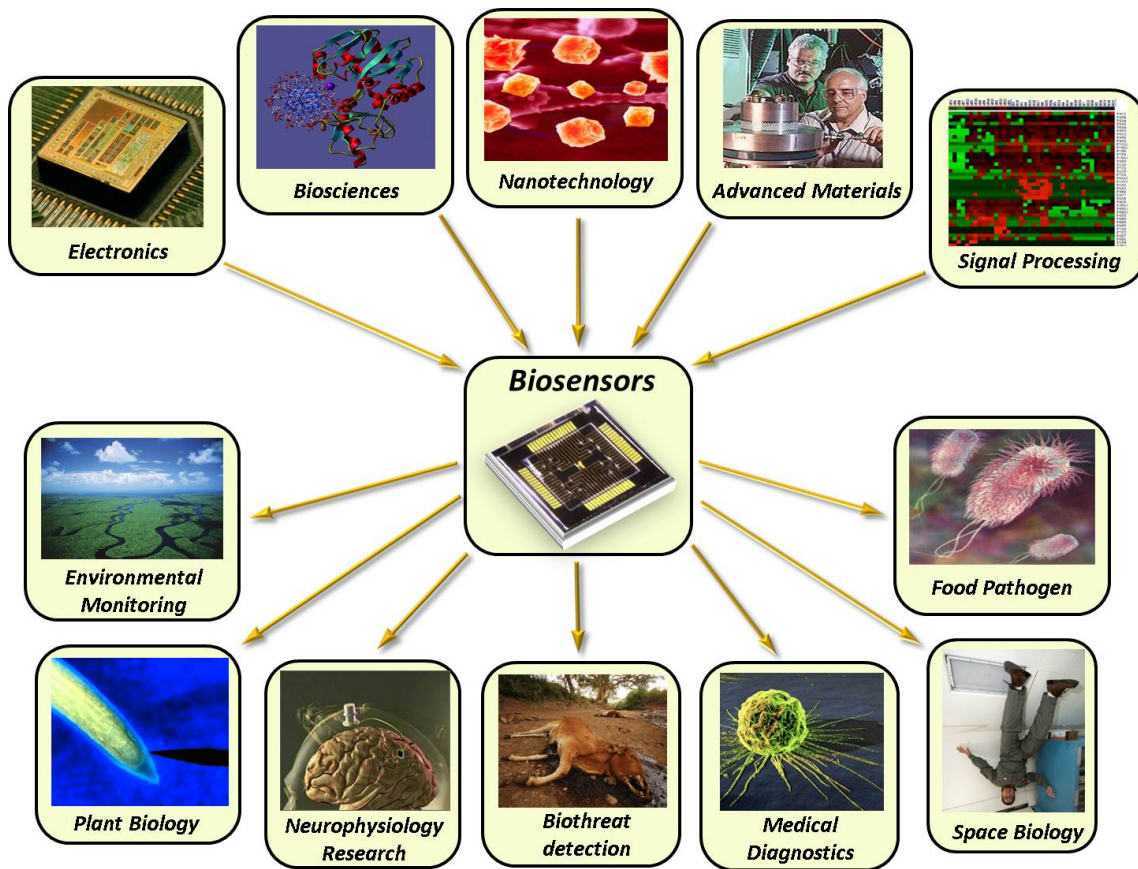 Electronics
Biosciences
Nanotechnology
Advanced Materials
Signal Processing
Biosensors
Environmental
Monitoring
Food Pathogen
Plant Biology
Neurophysiology
Research
Biothreat
detection
Medical
Diagnostics
Space Biology